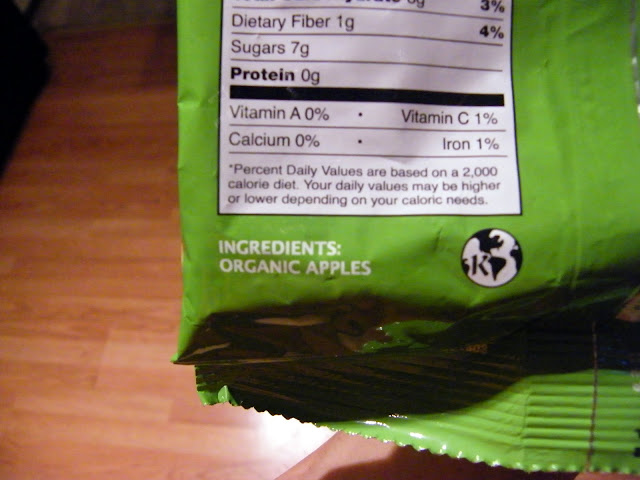 3%
Dietary Fiber 1g 4%
Sugars 7g
Protein 0g
Vitamin A 0% • Vitamin C 1%
Calcium 0% • Iron 1%
*Percent Daily Values are based on a 2,000
calorie diet. Your daily values may be higher
or lower depending on your caloric needs.
INGREDIENTS:
ORGANIC APPLES
K